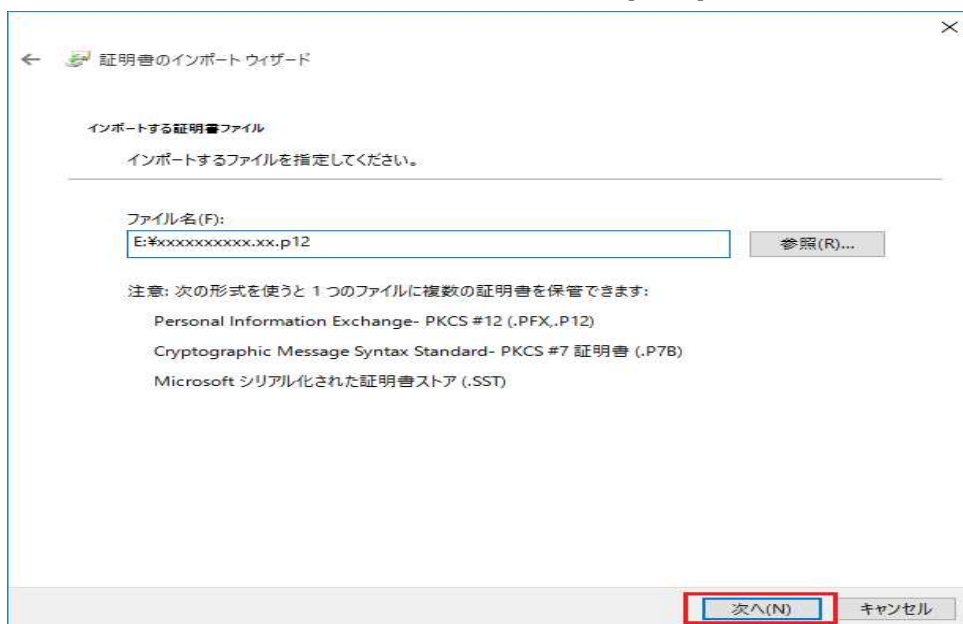 証明書のインポート ウィザード
インポートする証明書ファイル
インポートするファイルを指定してください。
ファイル名(F):
E:¥xxxxxxxxxx.xx.p12
参照(R)...
注意: 次の形式を使うと 1 つのファイルに複数の証明書を保管できます:
Personal Information Exchange- PKCS #12 (.PFX,.P12)
Cryptographic Message Syntax Standard- PKCS #7 証明書 (.P7B)
Microsoft シリアル化された証明書ストア (.SST)
次へ(N)
キャンセル